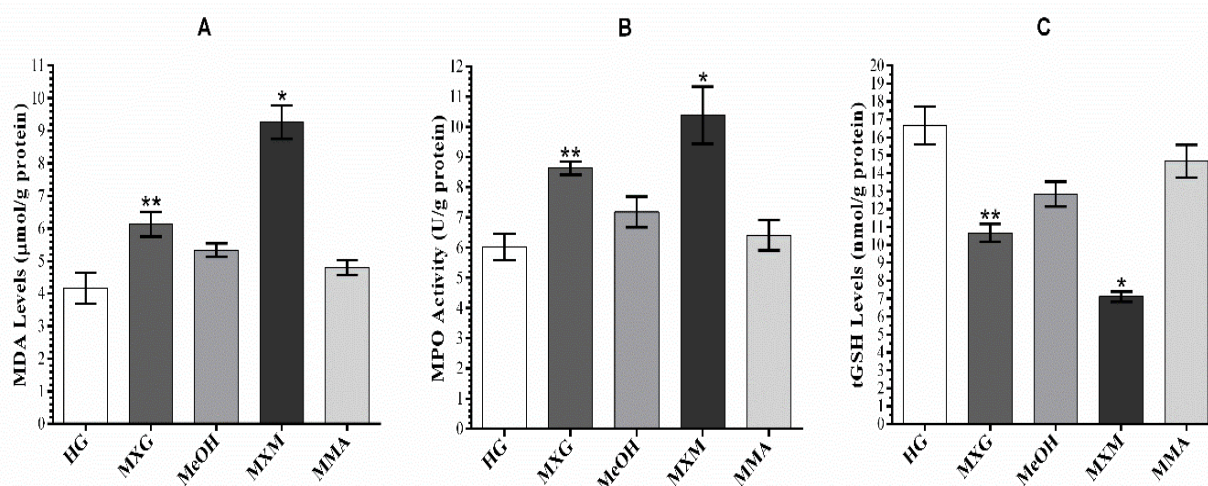 A
MDA Levels (μmol/g protein)
11
10
9
8
7
6
5
4
3
2
1
0
**
*
HG
MXG
MeOH
MXM
MMA
B
MPO Activity (U/g protein)
12
11
10
9
8
7
6
5
4
3
2
1
0
**
*
HG
MXG
MeOH
MXM
MMA
C
tGSH Levels (nmol/g protein)
20
19
18
17
16
15
14
13
12
11
10
9
8
7
6
5
4
3
2
1
0
**
*
HG
MXG
MeOH
MXM
MMA